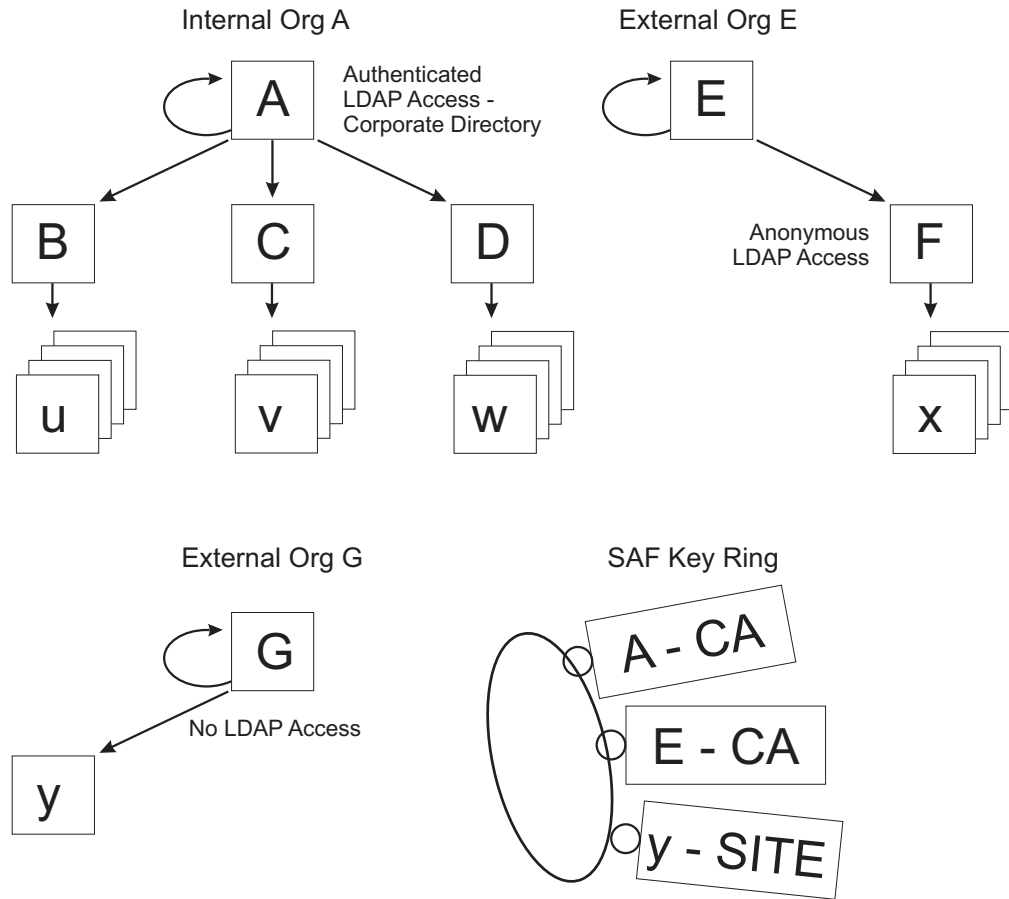 Internal Org A
External Org E
A
Authenticated
LDAP Access -
Corporate Directory
E
B
C
D
Anonymous
LDAP Access
F
u
v
w
x
External Org G
SAF Key Ring
G
A - CA
No LDAP Access
E - CA
y
y - SITE